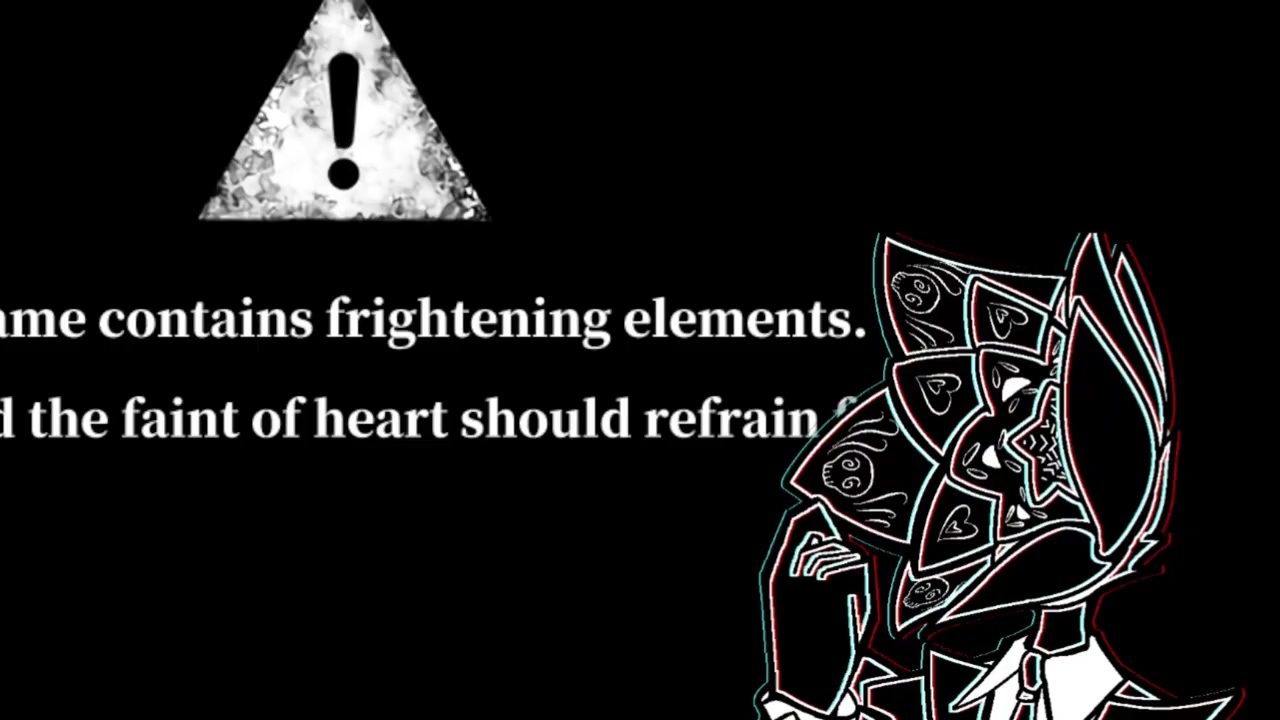 ame contains frightening elements.
d the faint of heart should refrain f